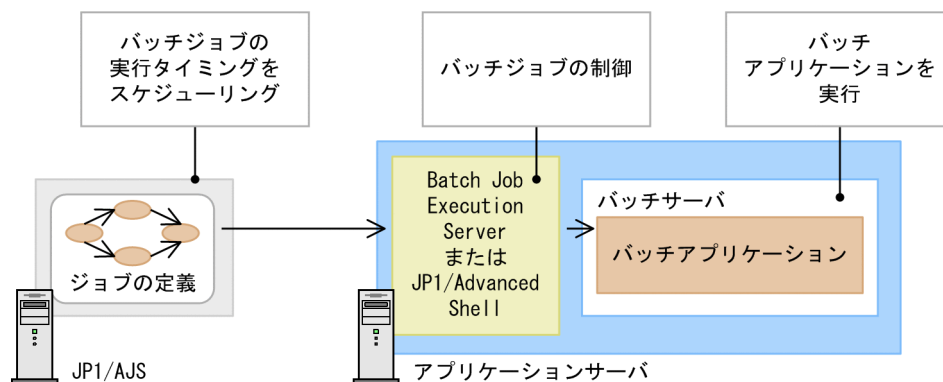 バッチジョブの
実行タイミングを
スケジューリング
バッチジョブの制御
バッチ
アプリケーションを
実行
Batch Job
Execution
Server
または
JP1/Advanced
Shell
バッチサーバ
バッチアプリケーション
ジョブの定義
JP1/AJS
アプリケーションサーバ